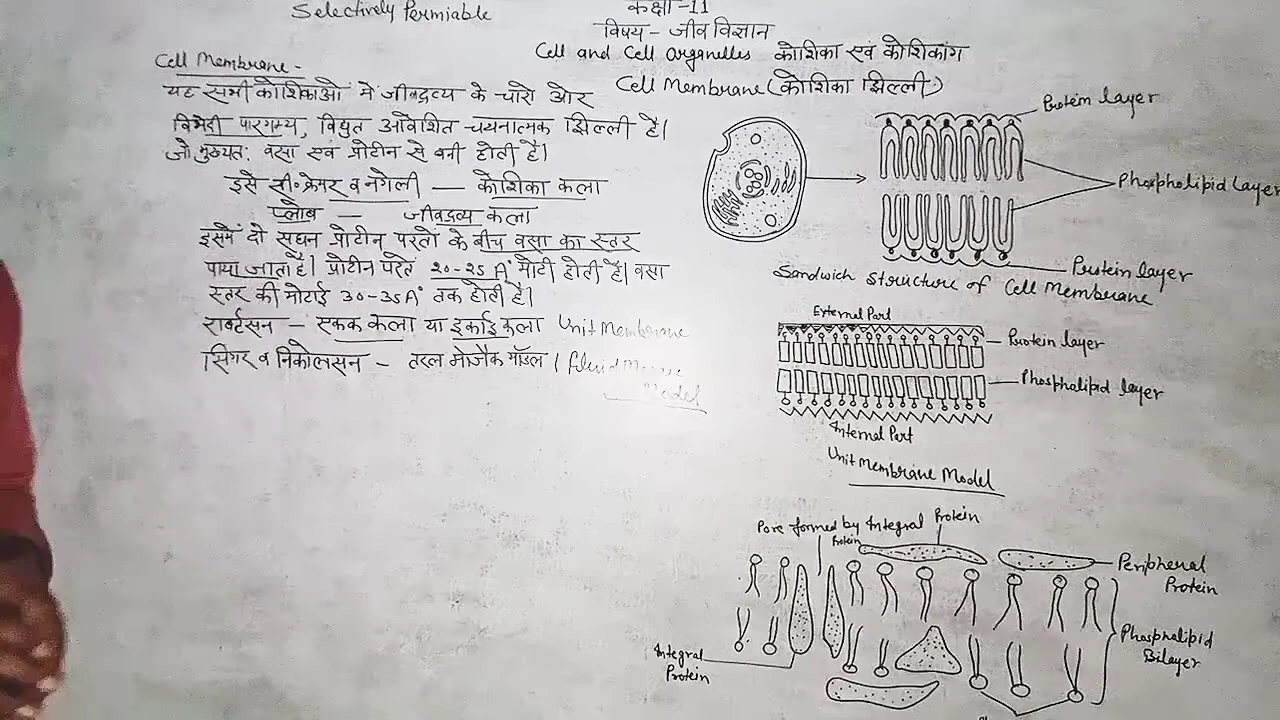 Selectively Permiable
कक्षा -11
विषय - जीव विज्ञान
Cell and Cell Organelles कोशिका एवं कोशिकांग
Cell Membrane (कोशिका झिल्ली)
Cell Membrane -
यह सभी कोशिकाओं में जीवद्रव्य के चारो ओर
विभेदी पारगम्य, विद्युत आवेशित चयनात्मक झिल्ली है।
जो मुख्यत: वसा एवं प्रोटीन से बनी होती है।
इसे सी॰ क्रेमर व नगेली — कोशिका कला
प्लोव — जीवद्रव्य कला
इसमें दो सघन प्रोटीन परतो के बीच वसा का स्तर
पाया जाता है। प्रोटीन परते 20-25 A° मोटी होती है। वसा
स्तर की मोटाई 30-35A° तक होती है।
राबर्टसन - एकक कला या इकाई कला Unit Membrane
सिंगर व निकोलसन - तरल मोजैक मॉडल । Fluid
Model
Protein layer
Phospholipid Layer
Protein layer
Sandwich Structure of Cell Membrane
External Part
Protein layer
Phosphalipid layer
Internal Part
Unit Membrane Model
Pore formed by Integral Protein
Protein
Peripheral
Protein
Phosphalipid
Bilayer
Integral
Protein